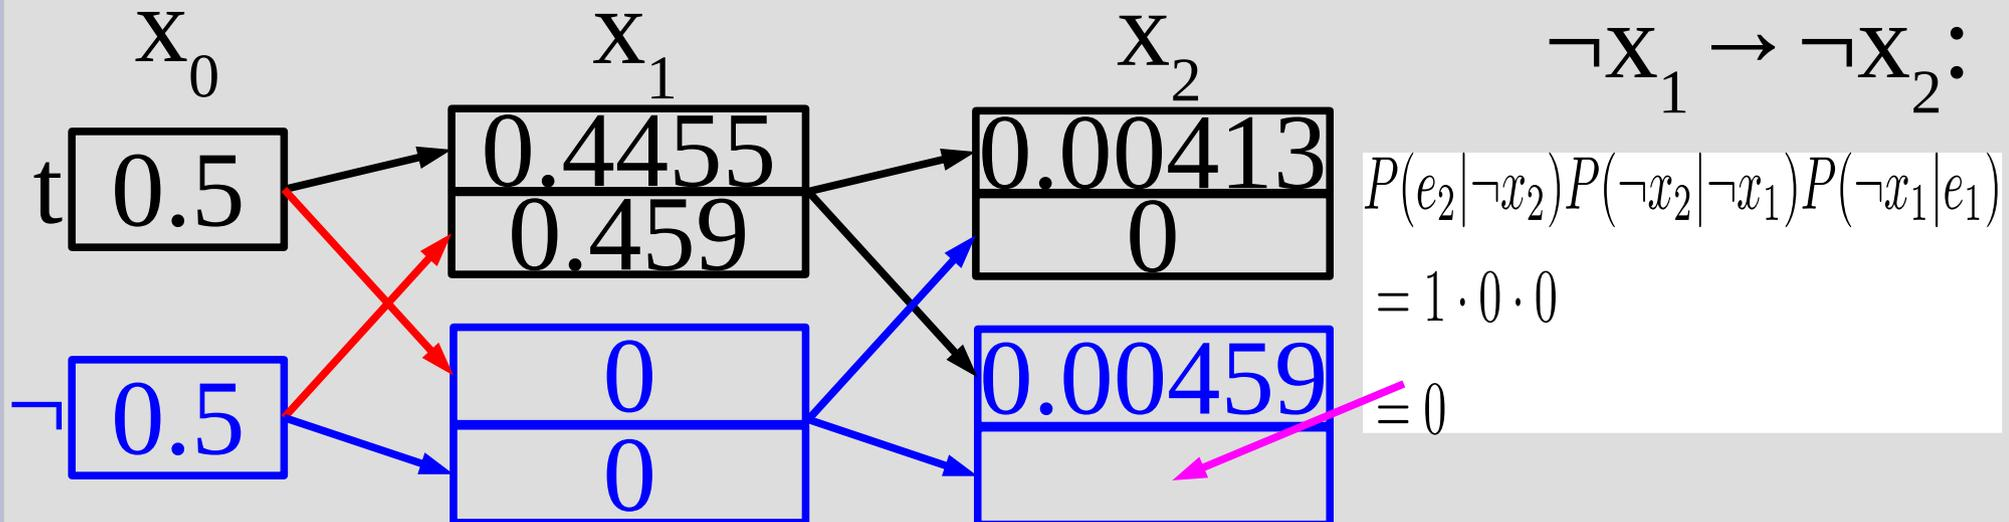 x₀ x₁ x₂ ¬x₁ → ¬x₂:
t 0.5 0.4455 0.00413
0.459 0
P(e₂|¬x₂)P(¬x₂|¬x₁)P(¬x₁|e₁)
= 1 · 0 · 0
¬ 0.5 0 0.00459
= 0
0